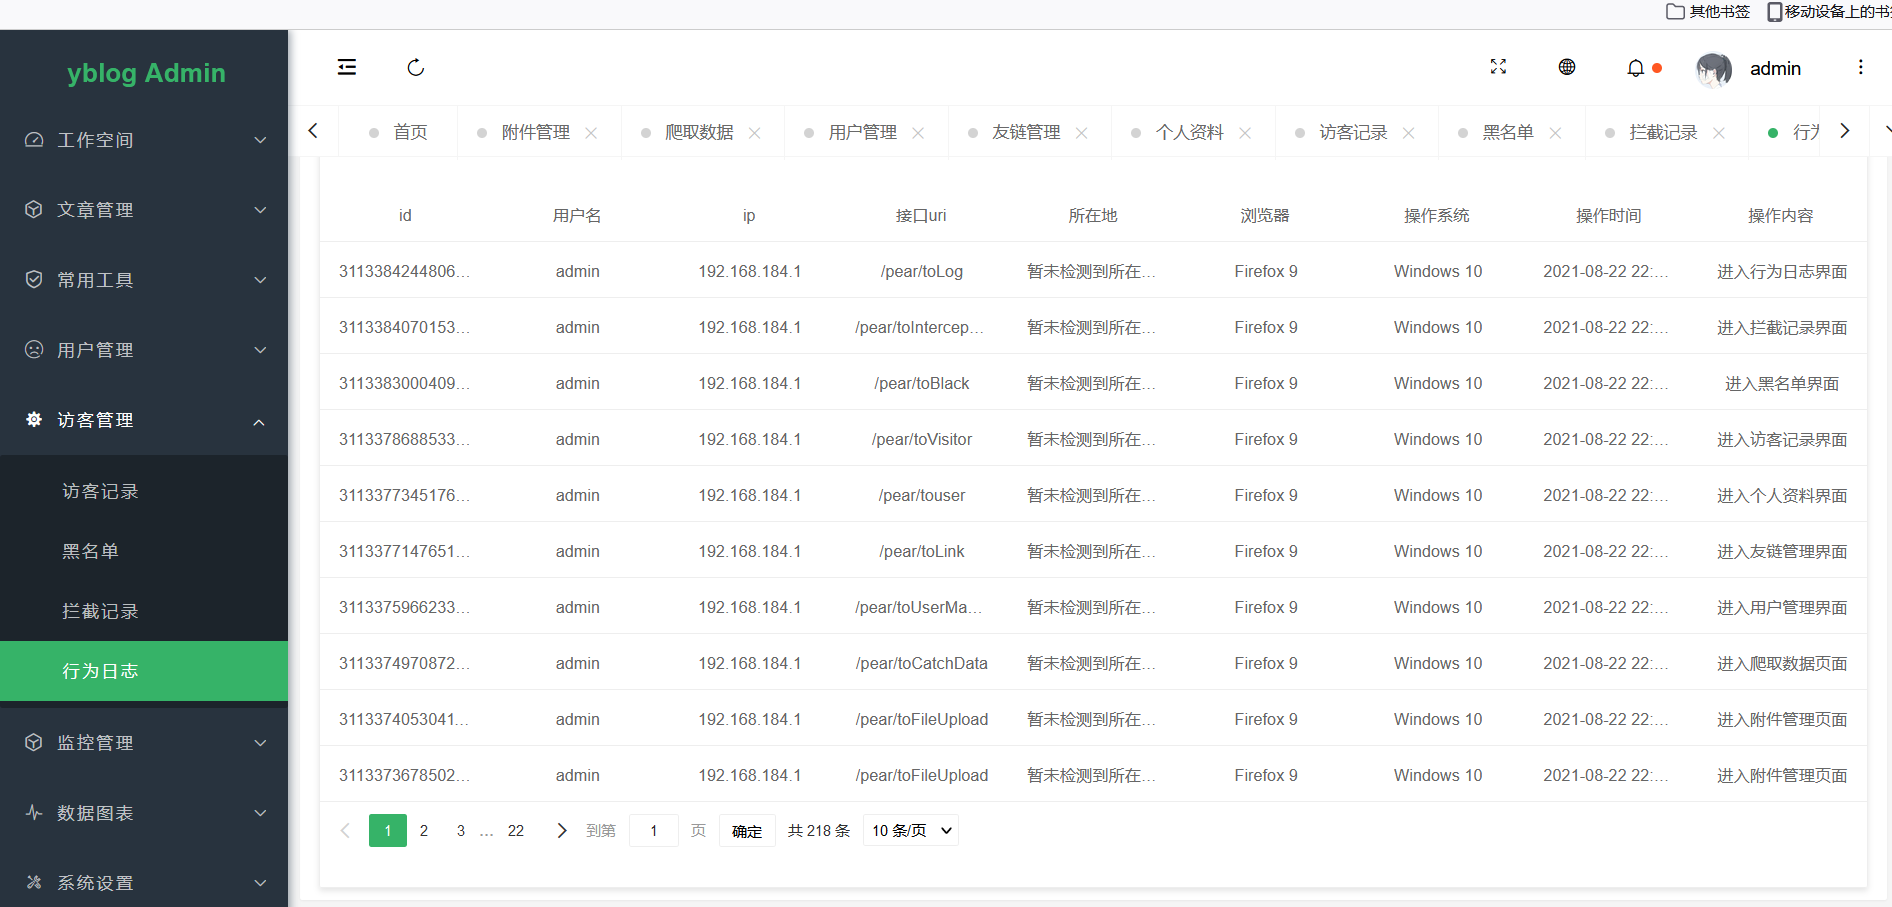 其他书签 移动设备上的书签
yblog Admin
admin
首页 附件管理 爬取数据 用户管理 友链管理 个人资料 访客记录 黑名单 拦截记录 行为
工作空间
文章管理
常用工具
用户管理
访客管理
访客记录
黑名单
拦截记录
行为日志
监控管理
数据图表
系统设置
id 用户名 ip 接口uri 所在地 浏览器 操作系统 操作时间 操作内容
3113384244806... admin 192.168.184.1 /pear/toLog 暂未检测到所在... Firefox 9 Windows 10 2021-08-22 22:... 进入行为日志界面
3113384070153... admin 192.168.184.1 /pear/toIntercep... 暂未检测到所在... Firefox 9 Windows 10 2021-08-22 22:... 进入拦截记录界面
3113383000409... admin 192.168.184.1 /pear/toBlack 暂未检测到所在... Firefox 9 Windows 10 2021-08-22 22:... 进入黑名单界面
3113378688533... admin 192.168.184.1 /pear/toVisitor 暂未检测到所在... Firefox 9 Windows 10 2021-08-22 22:... 进入访客记录界面
3113377345176... admin 192.168.184.1 /pear/touser 暂未检测到所在... Firefox 9 Windows 10 2021-08-22 22:... 进入个人资料界面
3113377147651... admin 192.168.184.1 /pear/toLink 暂未检测到所在... Firefox 9 Windows 10 2021-08-22 22:... 进入友链管理界面
3113375966233... admin 192.168.184.1 /pear/toUserMa... 暂未检测到所在... Firefox 9 Windows 10 2021-08-22 22:... 进入用户管理界面
3113374970872... admin 192.168.184.1 /pear/toCatchData 暂未检测到所在... Firefox 9 Windows 10 2021-08-22 22:... 进入爬取数据页面
3113374053041... admin 192.168.184.1 /pear/toFileUpload 暂未检测到所在... Firefox 9 Windows 10 2021-08-22 22:... 进入附件管理页面
3113373678502... admin 192.168.184.1 /pear/toFileUpload 暂未检测到所在... Firefox 9 Windows 10 2021-08-22 22:... 进入附件管理页面
1 2 3 ... 22 到第 1 页 确定 共 218 条 10 条/页